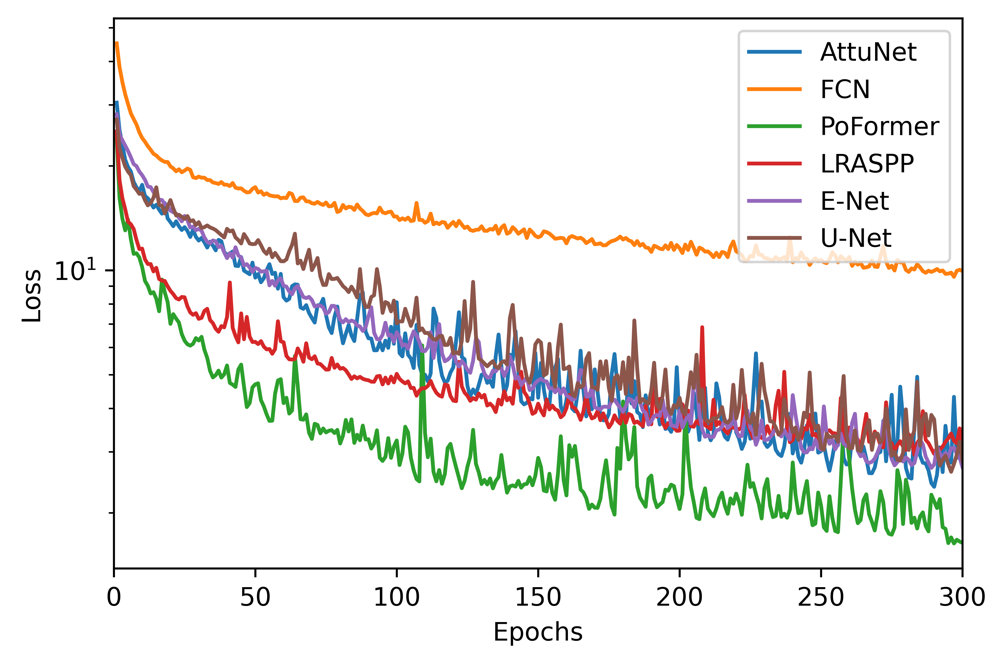 AttuNet
FCN
PoFormer
LRASPP
E-Net
U-Net
Loss
10¹
0 50 100 150 200 250 300
Epochs